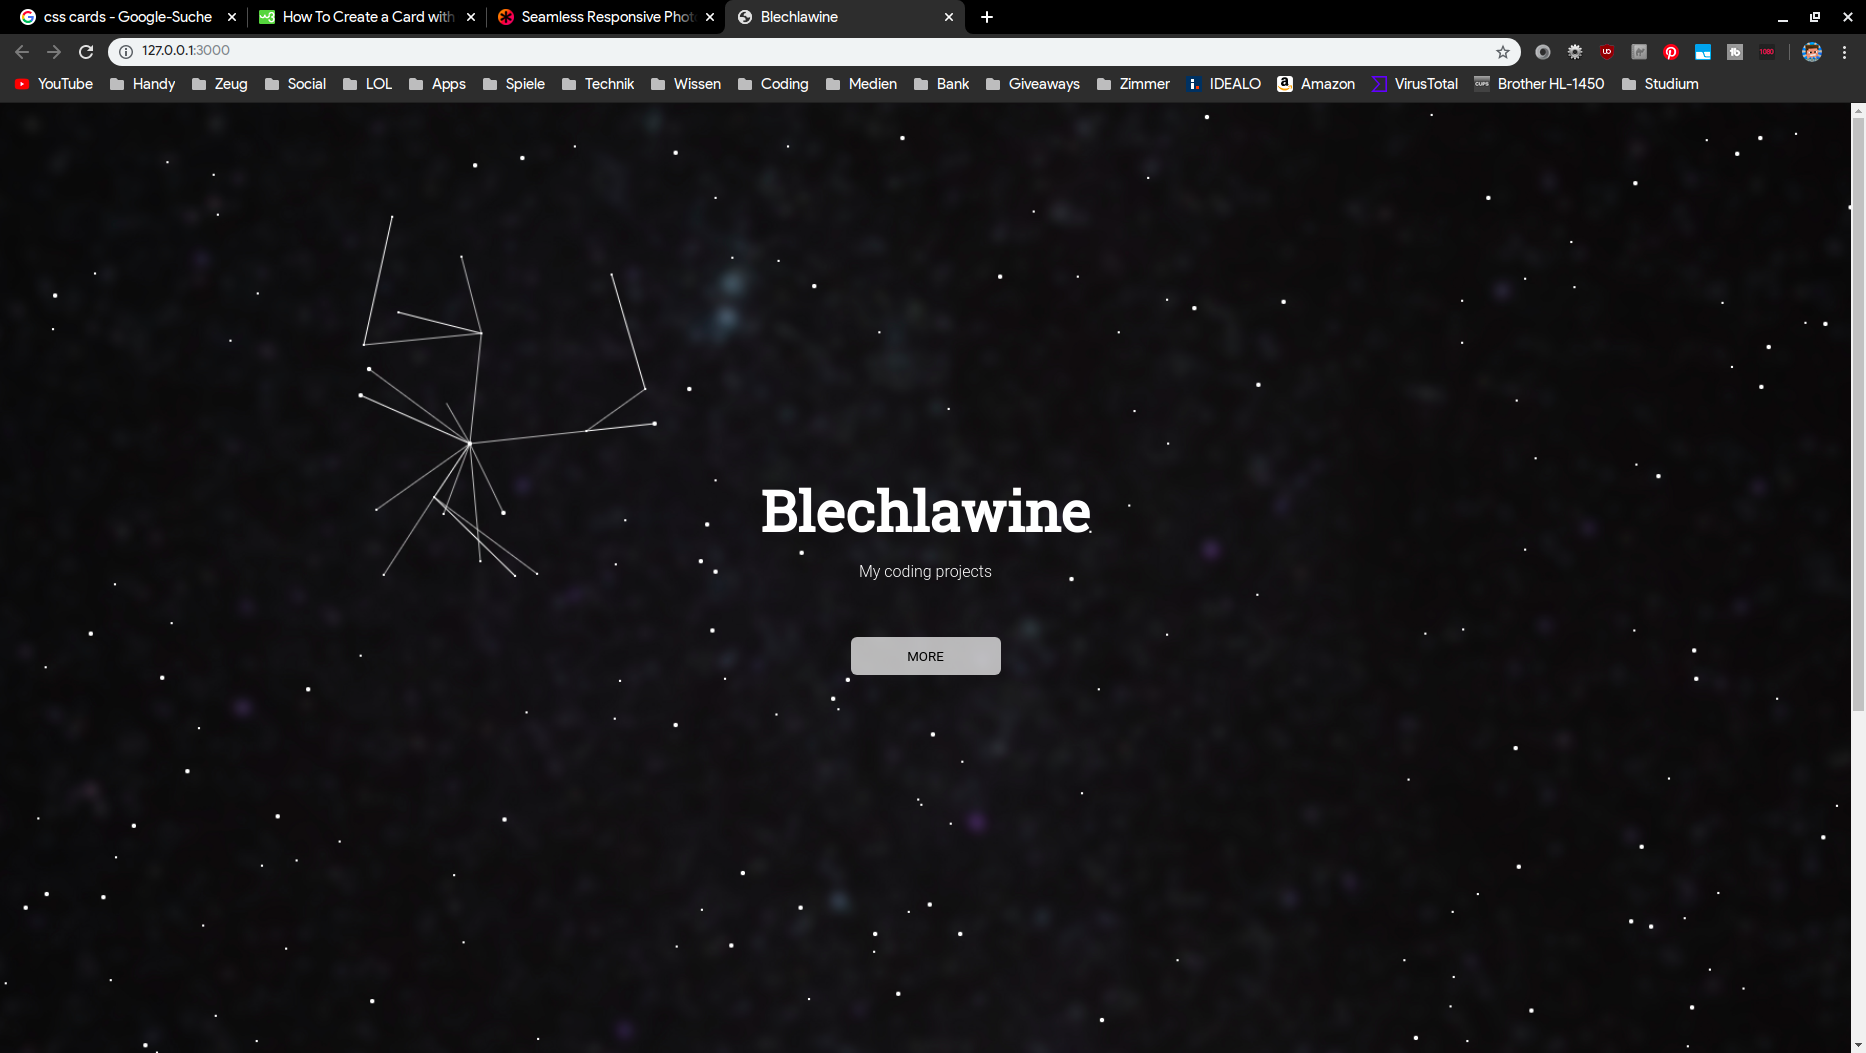 css cards - Google-Suche
How To Create a Card with
Seamless Responsive Phot
Blechlawine
127.0.0.1:3000
YouTube Handy Zeug Social LOL Apps Spiele Technik Wissen Coding Medien Bank Giveaways Zimmer IDEALO Amazon VirusTotal Brother HL-1450 Studium
Blechlawine
My coding projects
MORE